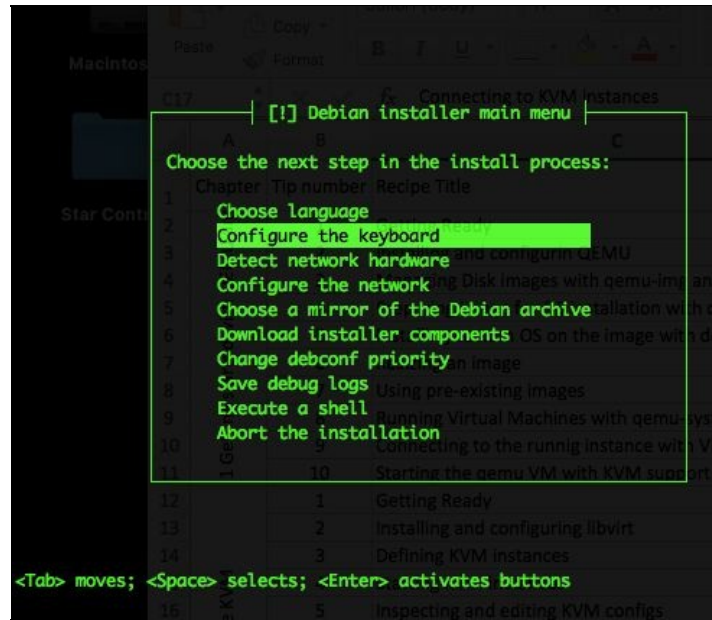 Copy
Paste
Format
B I U
A
Macintos
C17 fx Connecting to KVM instances
[!] Debian installer main menu
A B C
Choose the next step in the install process:
1 Chapter Tip number Recipe Title
Star Contr
Choose language
2 Getting Ready
Configure the keyboard
3 and configurin QEMU
Detect network hardware
4 Disk images with qemu-img an
Configure the network
5 installation with
Choose a mirror of the Debian archive
6 OS on the image with d
Download installer components
7 an image
Change debconf priority
8 Using pre-existing images
Save debug logs
9 Running Virtual Machines with qemu-sys
Execute a shell
10 9 Connecting to the runnig instance with V
Abort the installation
11 10 Starting the qemu VM with KVM support
12 1 Getting Ready
13 2 Installing and configuring libvirt
14 3 Defining KVM instances
<Tab> moves; <Space> selects; <Enter> activates buttons
16 5 Inspecting and editing KVM configs
KVM